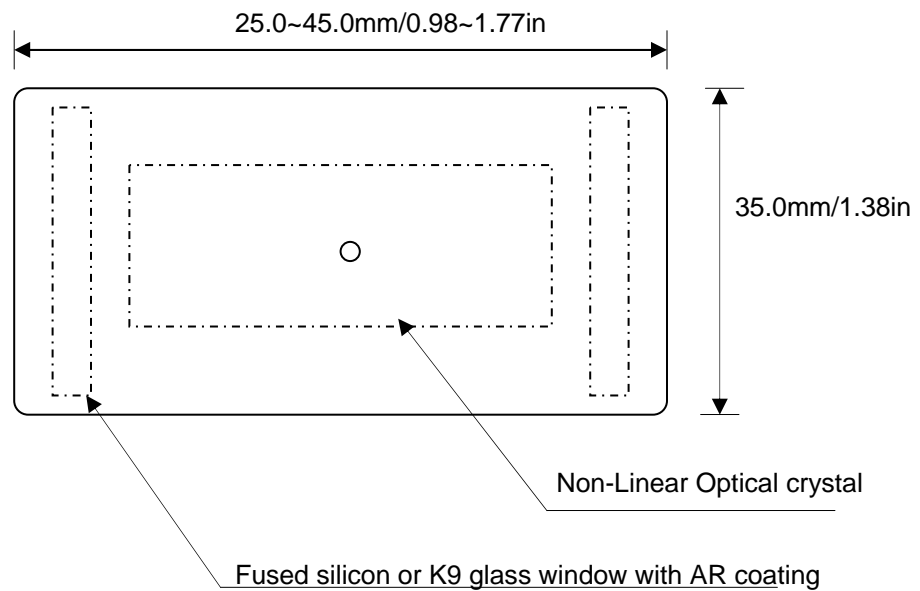 25.0~45.0mm/0.98~1.77in
35.0mm/1.38in
Non-Linear Optical crystal
Fused silicon or K9 glass window with AR coating